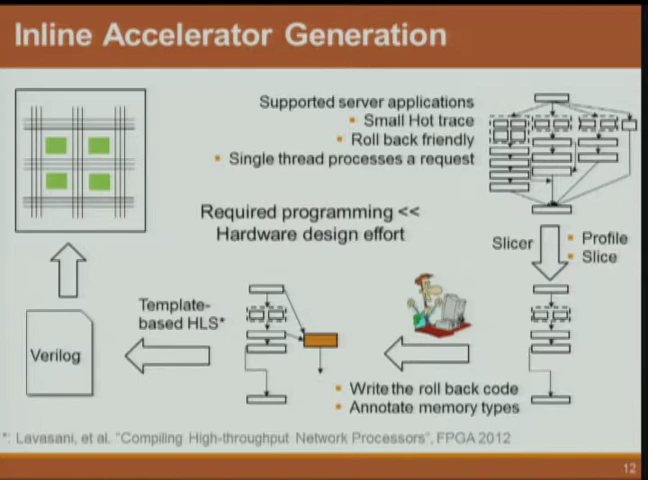 Inline Accelerator Generation
Supported server applications
▪ Small Hot trace
▪ Roll back friendly
▪ Single thread processes a request
Required programming <<
Hardware design effort
Slicer
▪ Profile
▪ Slice
Template-
based HLS*
Verilog
▪ Write the roll back code
▪ Annotate memory types
*: Lavasani, et al. "Compiling High-throughput Network Processors", FPGA 2012
12